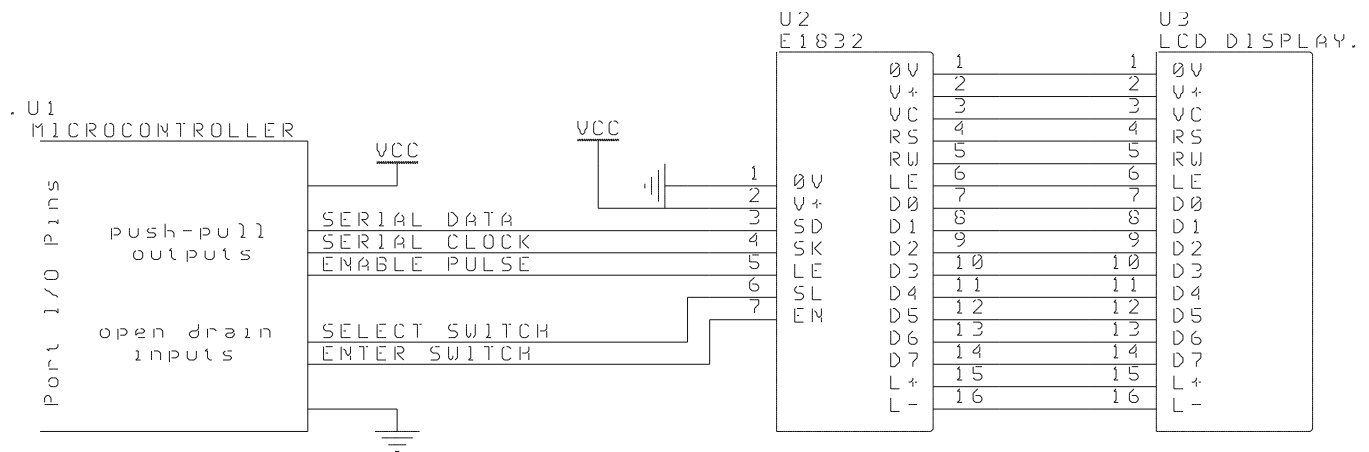 U1
MICROCONTROLLER
VCC
Port I/O Pins
push-pull
outputs
open drain
inputs
SERIAL DATA
SERIAL CLOCK
ENABLE PULSE
SELECT SWITCH
ENTER SWITCH
VCC
U2
E1832
1 0V
2 V+
3 SD
4 SK
5 LE
6 SL
7 EN
0V 1
V+ 2
VC 3
RS 4
RW 5
LE 6
D0 7
D1 8
D2 9
D3 10
D4 11
D5 12
D6 13
D7 14
L+ 15
L- 16
U3
LCD DISPLAY.
1 0V
2 V+
3 VC
4 RS
5 RW
6 LE
7 D0
8 D1
9 D2
10 D3
11 D4
12 D5
13 D6
14 D7
15 L+
16 L-